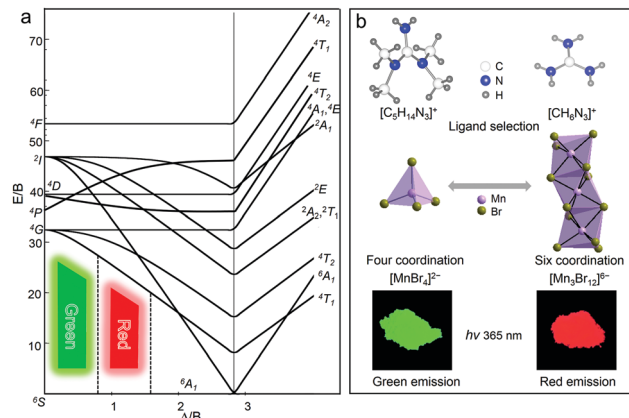 a
E/B
70
60
50
40
30
20
10
0
⁴F
²I
⁴D
⁴P
⁴G
⁶S
⁴A₂
⁴T₁
⁴E
⁴T₂
⁴A₁,⁴E
²A₁
²E
²A₂,²T₁
⁴T₂
⁶A₁
⁴T₁
Green
Red
⁶A₁
1
2
3
Δ/B
b
C
N
H
[C₅H₁₄N₃]⁺
[CH₆N₃]⁺
Ligand selection
Mn
Br
Four coordination
Six coordination
[MnBr₄]²⁻
[Mn₃Br₁₂]⁶⁻
hv 365 nm
Green emission
Red emission